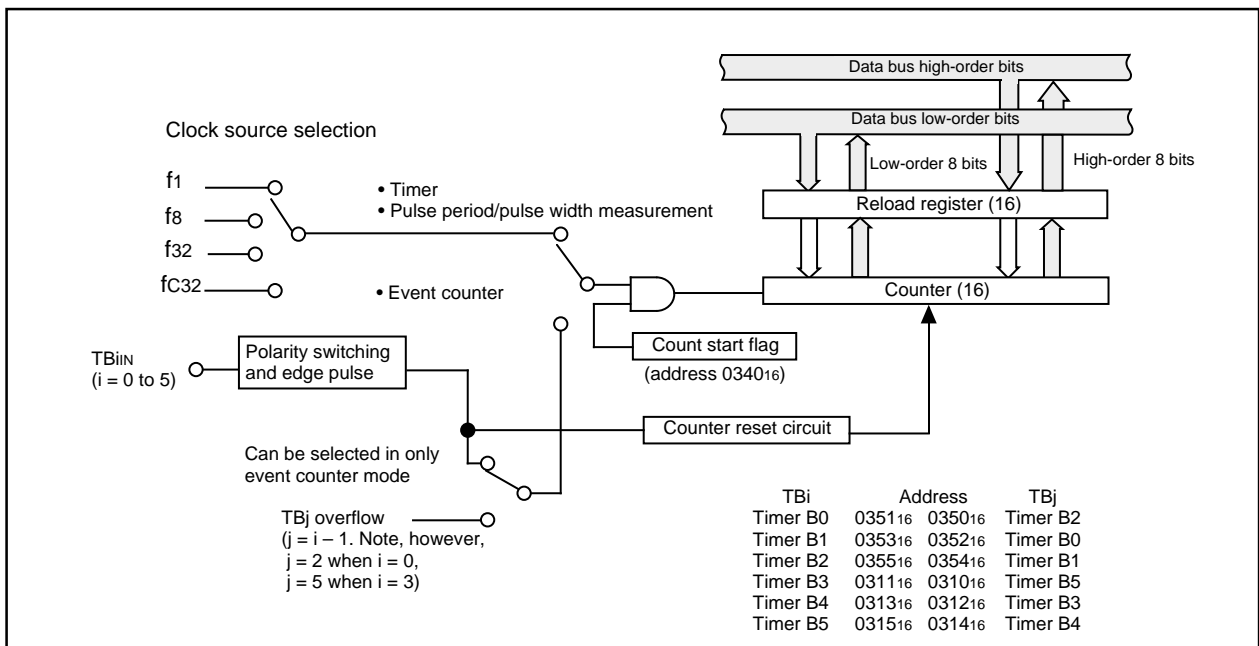 Data bus high-order bits
Data bus low-order bits
Clock source selection
Low-order 8 bits
High-order 8 bits
f1
• Timer
• Pulse period/pulse width measurement
f8
Reload register (16)
f32
fC32
• Event counter
Counter (16)
TBiIN
(i = 0 to 5)
Polarity switching
and edge pulse
Count start flag
(address 034016)
Counter reset circuit
Can be selected in only
event counter mode
TBj overflow
(j = i – 1. Note, however,
j = 2 when i = 0,
j = 5 when i = 3)
TBi Address TBj
Timer B0 035116 035016 Timer B2
Timer B1 035316 035216 Timer B0
Timer B2 035516 035416 Timer B1
Timer B3 031116 031016 Timer B5
Timer B4 031316 031216 Timer B3
Timer B5 031516 031416 Timer B4